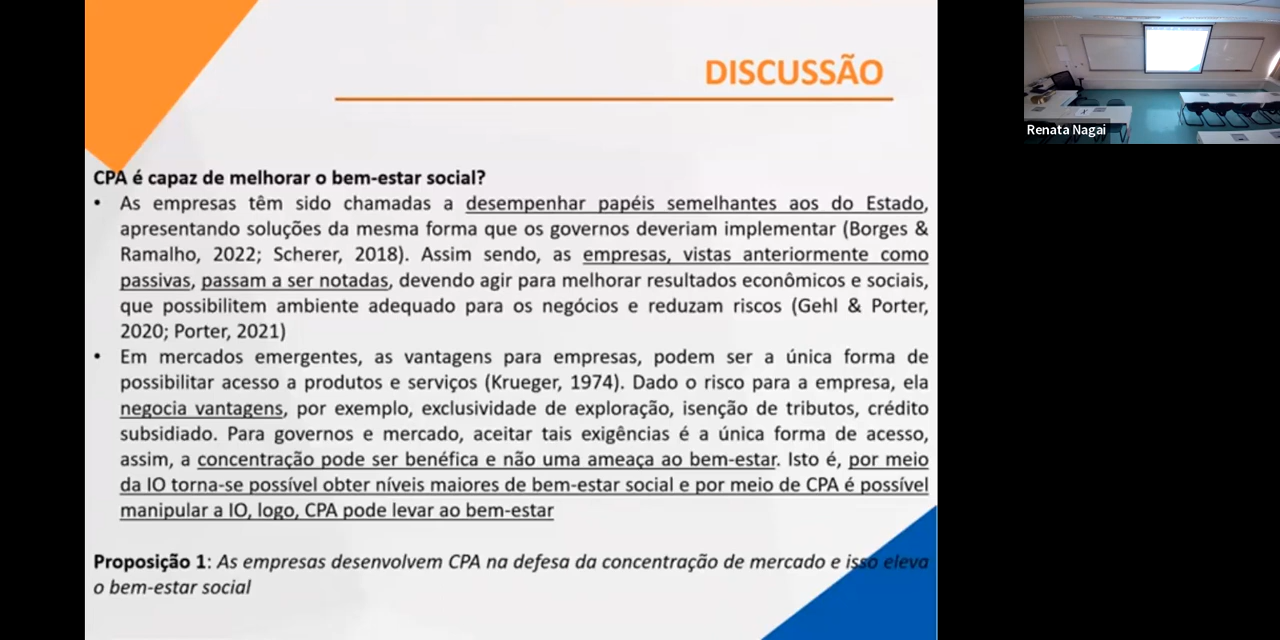 DISCUSSÃO
CPA é capaz de melhorar o bem-estar social?
• As empresas têm sido chamadas a desempenhar papéis semelhantes aos do Estado,
apresentando soluções da mesma forma que os governos deveriam implementar (Borges &
Ramalho, 2022; Scherer, 2018). Assim sendo, as empresas, vistas anteriormente como
passivas, passam a ser notadas, devendo agir para melhorar resultados econômicos e sociais,
que possibilitem ambiente adequado para os negócios e reduzam riscos (Gehl & Porter,
2020; Porter, 2021)
• Em mercados emergentes, as vantagens para empresas, podem ser a única forma de
possibilitar acesso a produtos e serviços (Krueger, 1974). Dado o risco para a empresa, ela
negocia vantagens, por exemplo, exclusividade de exploração, isenção de tributos, crédito
subsidiado. Para governos e mercado, aceitar tais exigências é a única forma de acesso,
assim, a concentração pode ser benéfica e não uma ameaça ao bem-estar. Isto é, por meio
da IO torna-se possível obter níveis maiores de bem-estar social e por meio de CPA é possível
manipular a IO, logo, CPA pode levar ao bem-estar
Proposição 1: As empresas desenvolvem CPA na defesa da concentração de mercado e isso eleva
o bem-estar social
Renata Nagai